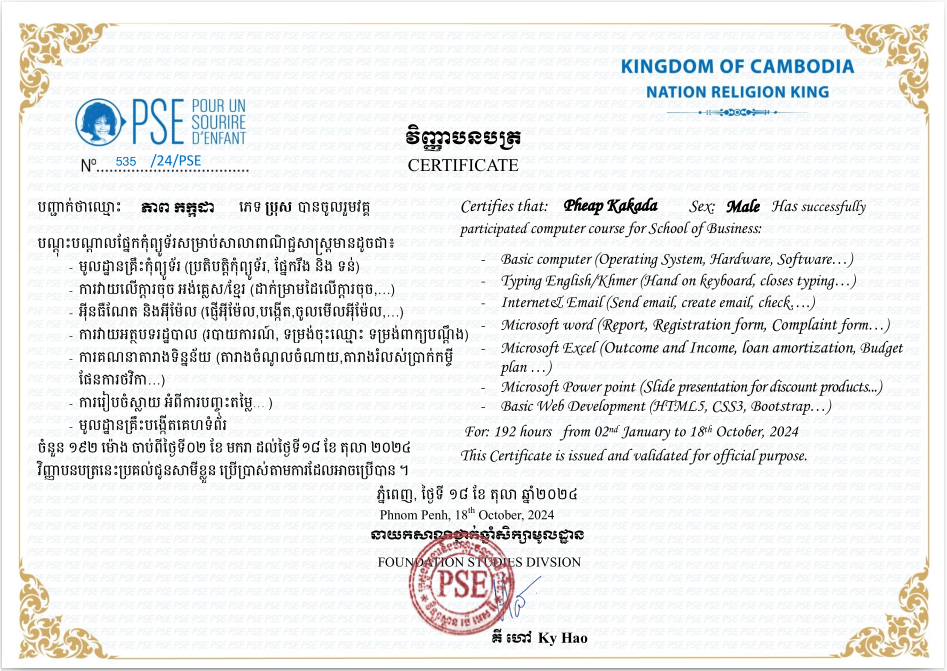 KINGDOM OF CAMBODIA
NATION RELIGION KING
PSE POUR UN
SOURIRE
D'ENFANT
Nº 535 /24/PSE
វិញ្ញាបនបត្រ
CERTIFICATE
បញ្ជាក់ថាឈ្មោះ ភាព កក្កដា ភេទ ប្រុស បានចូលរួមវគ្គ
បណ្តុះបណ្តាលផ្នែកកុំព្យូទ័រសម្រាប់សាលាពាណិជ្ជសាស្ត្រមានដូចជា៖
- មូលដ្ឋានគ្រឹះកុំព្យូទ័រ (ប្រតិបត្តិកុំព្យូទ័រ, ផ្នែករឹង និង ទន់)
- ការវាយលើក្តារចុច អង់គ្លេស/ខ្មែរ (ដាក់ម្រាមដៃលើក្តារចុច,...)
- អ៊ីនធឺណែត និងអ៊ីម៉ែល (ផ្ញើអ៊ីម៉ែល,បង្កើត,ចូលមើលអ៊ីម៉ែល,...)
- ការវាយអត្ថបទរដ្ឋបាល (របាយការណ៍, ទម្រង់ចុះឈ្មោះ ទម្រង់ពាក្យបណ្តឹង)
- ការគណនាតារាងទិន្នន័យ (តារាងចំណូលចំណាយ,តារាងរំលស់ប្រាក់កម្ចី
ផែនការថវិកា...)
- ការរៀបចំស្លាយ អំពីការបញ្ចុះតម្លៃ... )
- មូលដ្ឋានគ្រឹះបង្កើតគេហទំព័រ
ចំនួន ១៩២ ម៉ោង ចាប់ពីថ្ងៃទី០២ ខែ មករា ដល់ថ្ងៃទី១៨ ខែ តុលា ២០២៤
វិញ្ញាបនបត្រនេះប្រគល់ជូនសាមីខ្លួន ប្រើប្រាស់តាមការដែលអាចប្រើបាន ។
Certifies that: Pheap Kakada Sex: Male Has successfully
participated computer course for School of Business:
- Basic computer (Operating System, Hardware, Software…)
- Typing English/Khmer (Hand on keyboard, closes typing…)
- Internet& Email (Send email, create email, check….)
- Microsoft word (Report, Registration form, Complaint form…)
- Microsoft Excel (Outcome and Income, loan amortization, Budget
plan …)
- Microsoft Power point (Slide presentation for discount products...)
- Basic Web Development (HTML5, CSS3, Bootstrap…)
For: 192 hours from 02nd January to 18th October, 2024
This Certificate is issued and validated for official purpose.
ភ្នំពេញ, ថ្ងៃទី ១៨ ខែ តុលា ឆ្នាំ២០២៤
Phnom Penh, 18th October, 2024
នាយកសាលាថ្នាក់ឆ្នាំសិក្សាមូលដ្ឋាន
FOUNDATION STUDIES DIVSION
PSE
គី ហៅ Ky Hao